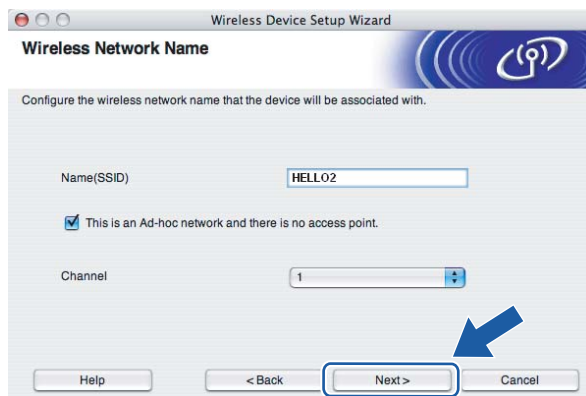 Wireless Device Setup Wizard
Wireless Network Name
Configure the wireless network name that the device will be associated with.
Name(SSID) HELLO2
This is an Ad-hoc network and there is no access point.
Channel 1
Help < Back Next > Cancel